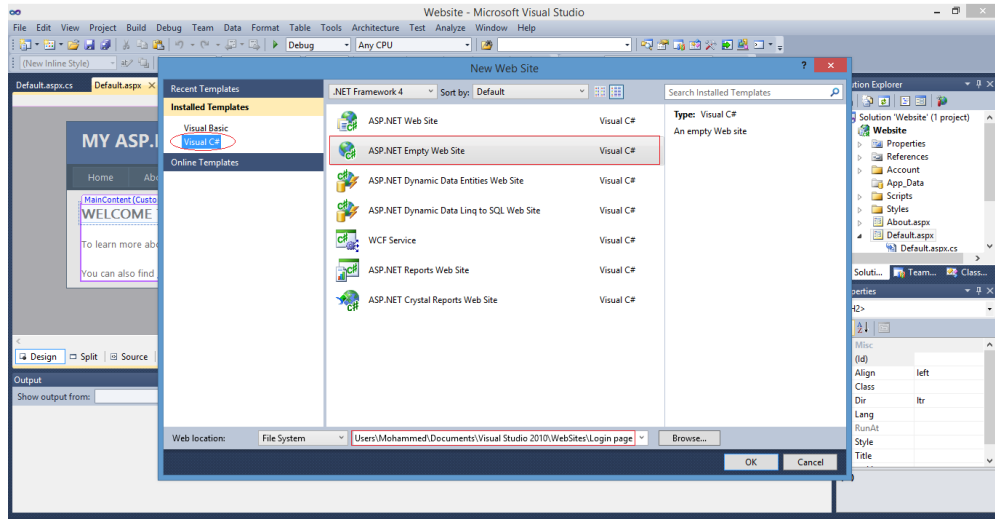 Website - Microsoft Visual Studio
File Edit View Project Build Debug Team Data Format Table Tools Architecture Test Analyze Window Help
Debug Any CPU
(New Inline Style)
New Web Site
?
Default.aspx.cs Default.aspx
Recent Templates
Installed Templates
Visual Basic
Visual C#
Online Templates
.NET Framework 4 Sort by: Default
Search Installed Templates
ASP.NET Web Site Visual C#
ASP.NET Empty Web Site Visual C#
ASP.NET Dynamic Data Entities Web Site Visual C#
ASP.NET Dynamic Data Linq to SQL Web Site Visual C#
WCF Service Visual C#
ASP.NET Reports Web Site Visual C#
ASP.NET Crystal Reports Web Site Visual C#
Type: Visual C#
An empty Web site
Web location: File System Users\Mohammed\Documents\Visual Studio 2010\WebSites\Login page Browse...
OK Cancel
MY ASP.
Home Ab
MainContent (Custo
WELCOME
To learn more abo
You can also find
Design Split Source
Output
Show output from:
ution Explorer
Solution 'Website' (1 project)
Website
Properties
References
Account
App_Data
Scripts
Styles
About.aspx
Default.aspx
Default.aspx.cs
Soluti... Team... Class...
perties
H2>
Misc
(Id)
Align left
Class
Dir ltr
Lang
RunAt
Style
Title